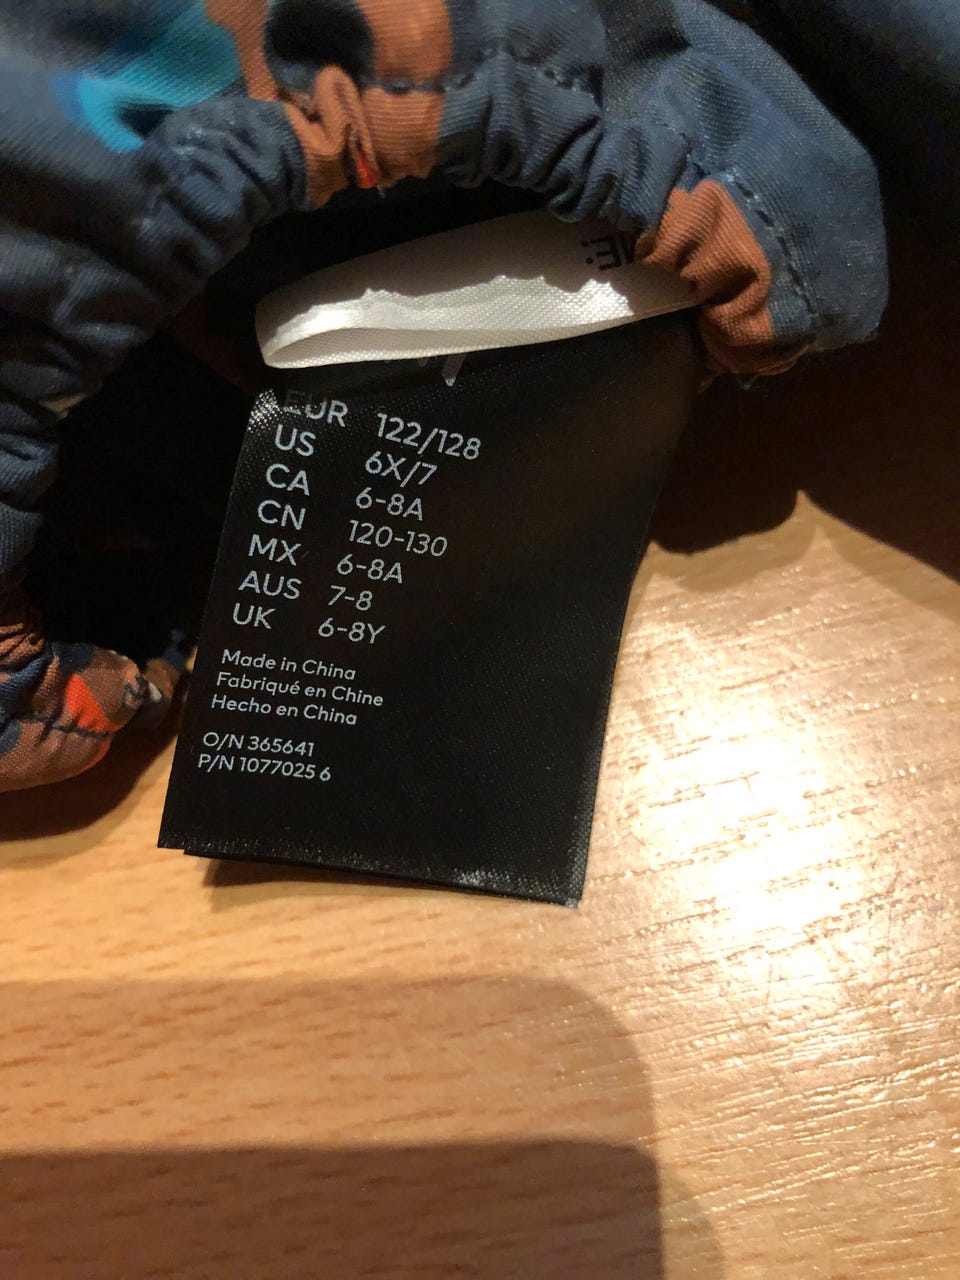 EUR 122/128
US 6X/7
CA 6-8A
CN 120-130
MX 6-8A
AUS 7-8
UK 6-8Y
Made in China
Fabriqué en Chine
Hecho en China
O/N 365641
P/N 1077025 6